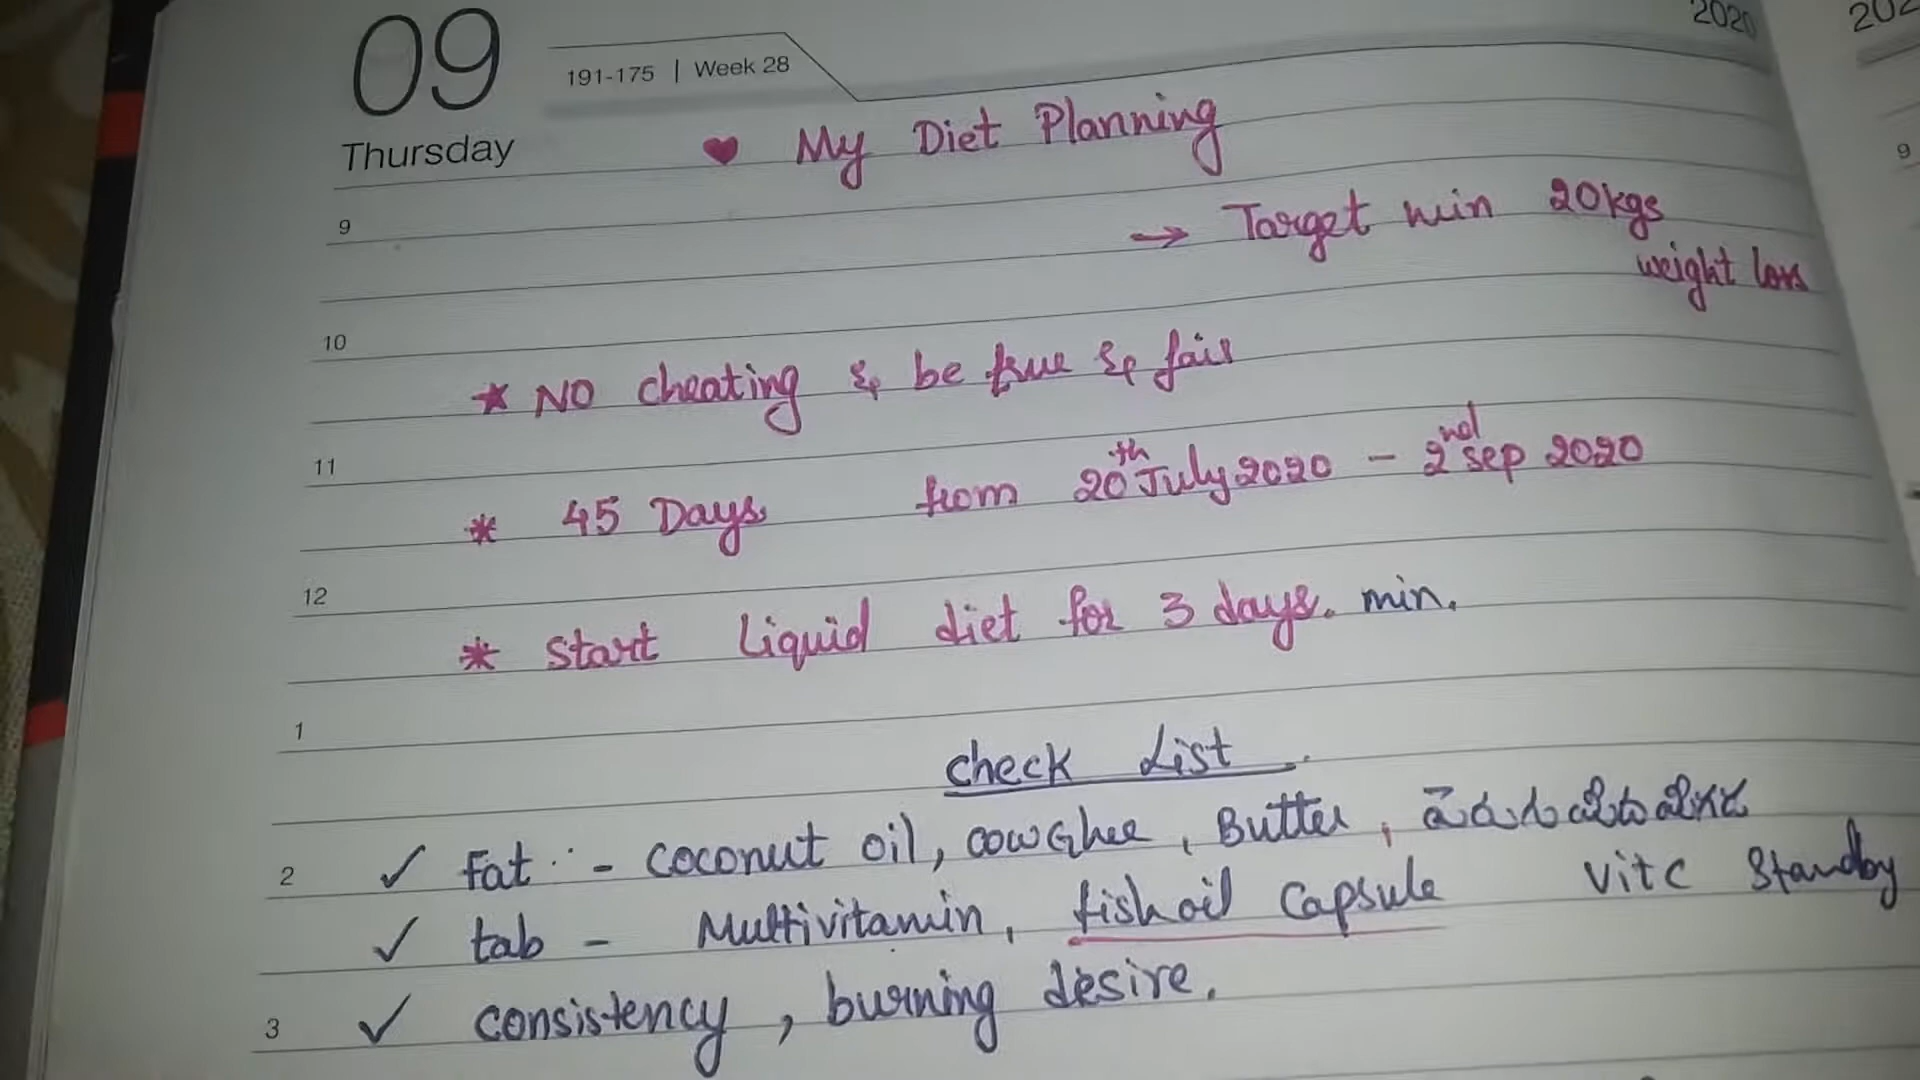 09
191-175 | Week 28
2020
Thursday
♥ My Diet Planning
9
→ Target min 20kgs
weight loss
10
* NO cheating & be true & fair
11
* 45 Days from 20th July 2020 - 2nd sep 2020
12
* Start Liquid diet for 3 days. min.
1
check List
2 ✓ Fat :- coconut oil, cow Ghee, Butter,
✓ tab - Multivitamin, fish oil Capsule Vit C Standby
3 ✓ consistency, burning desire.
9